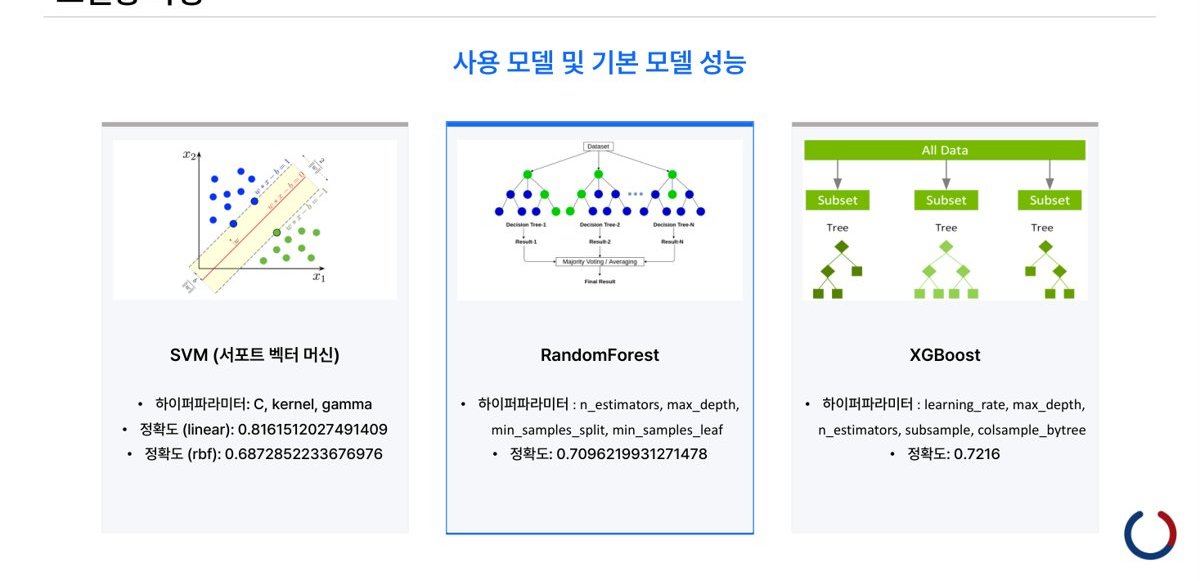 사용 모델 및 기본 모델 성능
x₂
w * x − b = 1
w * x − b = 0
w * x − b = −1
w
x₁
SVM (서포트 벡터 머신)
• 하이퍼파라미터: C, kernel, gamma
• 정확도 (linear): 0.8161512027491409
• 정확도 (rbf): 0.6872852233676976
Dataset
Decision Tree-1
Decision Tree-2
Decision Tree-N
Result-1
Result-2
Result-N
Majority Voting / Averaging
Final Result
RandomForest
• 하이퍼파라미터 : n_estimators, max_depth,
min_samples_split, min_samples_leaf
• 정확도: 0.7096219931271478
All Data
Subset
Subset
Subset
Tree
Tree
Tree
XGBoost
• 하이퍼파라미터 : learning_rate, max_depth,
n_estimators, subsample, colsample_bytree
• 정확도: 0.7216